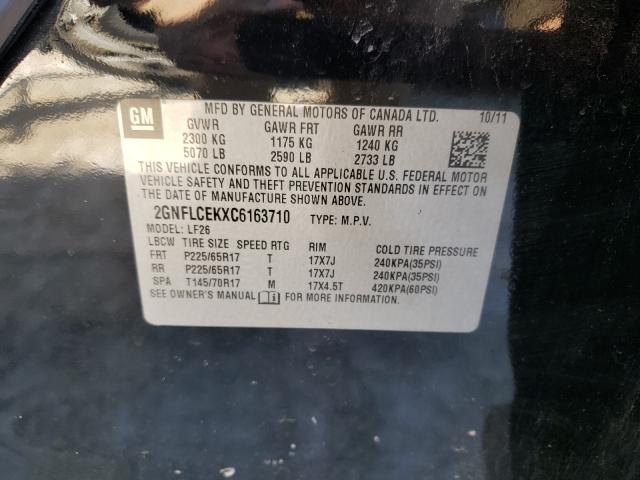 GM
MFD BY GENERAL MOTORS OF CANADA LTD. 10/11
GVWR GAWR FRT GAWR RR
2300 KG 1175 KG 1240 KG
5070 LB 2590 LB 2733 LB
THIS VEHICLE CONFORMS TO ALL APPLICABLE U.S. FEDERAL MOTOR
VEHICLE SAFETY AND THEFT PREVENTION STANDARDS IN EFFECT ON
THE DATE OF MANUFACTURE SHOWN ABOVE.
2GNFLCEKXC6163710 TYPE: M.P.V.
MODEL: LF26
LBCW TIRE SIZE SPEED RTG RIM COLD TIRE PRESSURE
FRT P225/65R17 T 17X7J 240KPA(35PSI)
RR P225/65R17 T 17X7J 240KPA(35PSI)
SPA T145/70R17 M 17X4.5T 420KPA(60PSI)
SEE OWNER'S MANUAL FOR MORE INFORMATION.